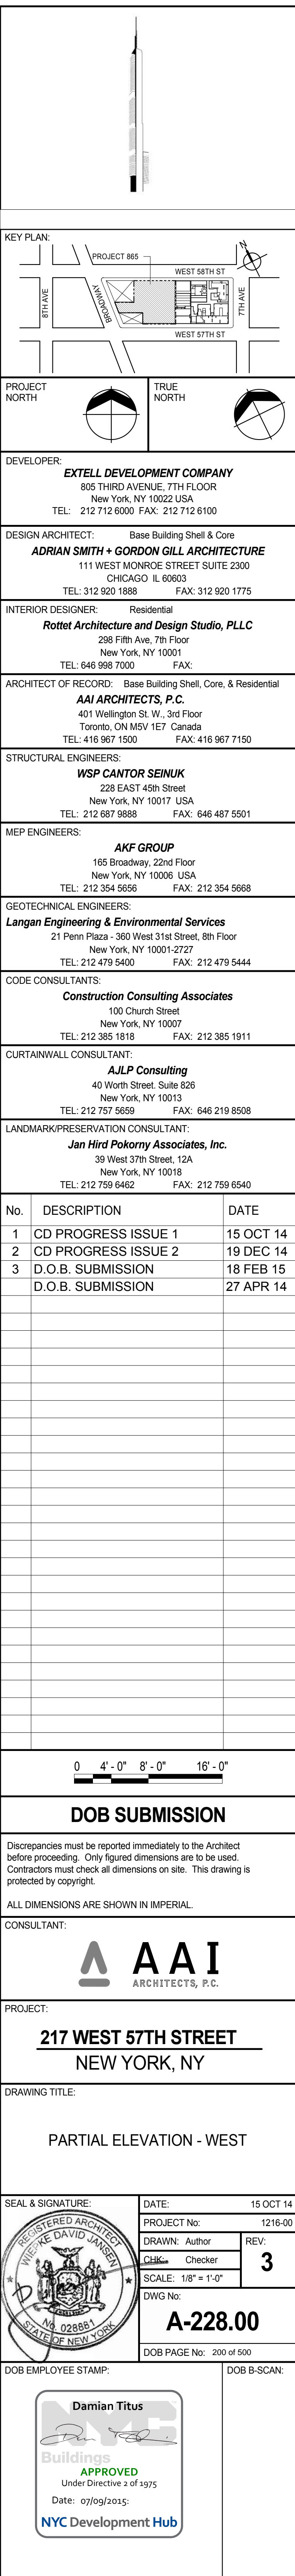 KEY PLAN:
N
PROJECT 865
WEST 58TH ST
8TH AVE
BROADWAY
7TH AVE
WEST 57TH ST
PROJECT NORTH
TRUE NORTH
DEVELOPER:
EXTELL DEVELOPMENT COMPANY
805 THIRD AVENUE, 7TH FLOOR
New York, NY 10022 USA
TEL: 212 712 6000 FAX: 212 712 6100
DESIGN ARCHITECT: Base Building Shell & Core
ADRIAN SMITH + GORDON GILL ARCHITECTURE
111 WEST MONROE STREET SUITE 2300
CHICAGO IL 60603
TEL: 312 920 1888 FAX: 312 920 1775
INTERIOR DESIGNER: Residential
Rottet Architecture and Design Studio, PLLC
298 Fifth Ave, 7th Floor
New York, NY 10001
TEL: 646 998 7000 FAX:
ARCHITECT OF RECORD: Base Building Shell, Core, & Residential
AAI ARCHITECTS, P.C.
401 Wellington St. W., 3rd Floor
Toronto, ON M5V 1E7 Canada
TEL: 416 967 1500 FAX: 416 967 7150
STRUCTURAL ENGINEERS:
WSP CANTOR SEINUK
228 EAST 45th Street
New York, NY 10017 USA
TEL: 212 687 9888 FAX: 646 487 5501
MEP ENGINEERS:
AKF GROUP
165 Broadway, 22nd Floor
New York, NY 10006 USA
TEL: 212 354 5656 FAX: 212 354 5668
GEOTECHNICAL ENGINEERS:
Langan Engineering & Environmental Services
21 Penn Plaza - 360 West 31st Street, 8th Floor
New York, NY 10001-2727
TEL: 212 479 5400 FAX: 212 479 5444
CODE CONSULTANTS:
Construction Consulting Associates
100 Church Street
New York, NY 10007
TEL: 212 385 1818 FAX: 212 385 1911
CURTAINWALL CONSULTANT:
AJLP Consulting
40 Worth Street. Suite 826
New York, NY 10013
TEL: 212 757 5659 FAX: 646 219 8508
LANDMARK/PRESERVATION CONSULTANT:
Jan Hird Pokorny Associates, Inc.
39 West 37th Street, 12A
New York, NY 10018
TEL: 212 759 6462 FAX: 212 759 6540
No. DESCRIPTION DATE
1 CD PROGRESS ISSUE 1 15 OCT 14
2 CD PROGRESS ISSUE 2 19 DEC 14
3 D.O.B. SUBMISSION 18 FEB 15
D.O.B. SUBMISSION 27 APR 14
0 4' - 0" 8' - 0" 16' - 0"
DOB SUBMISSION
Discrepancies must be reported immediately to the Architect
before proceeding. Only figured dimensions are to be used.
Contractors must check all dimensions on site. This drawing is
protected by copyright.
ALL DIMENSIONS ARE SHOWN IN IMPERIAL.
CONSULTANT:
AAI
ARCHITECTS, P.C.
PROJECT:
217 WEST 57TH STREET
NEW YORK, NY
DRAWING TITLE:
PARTIAL ELEVATION - WEST
SEAL & SIGNATURE:
REGISTERED ARCHITECT
WIEPKE DAVID JANSEN
No. 028881
STATE OF NEW YORK
DATE: 15 OCT 14
PROJECT No: 1216-00
DRAWN: Author
CHK: Checker
SCALE: 1/8" = 1'-0"
REV:
3
DWG No:
A-228.00
DOB PAGE No: 200 of 500
DOB EMPLOYEE STAMP:
DOB B-SCAN:
NYC
Damian Titus
Buildings
APPROVED
Under Directive 2 of 1975
Date: 07/09/2015:
NYC Development Hub